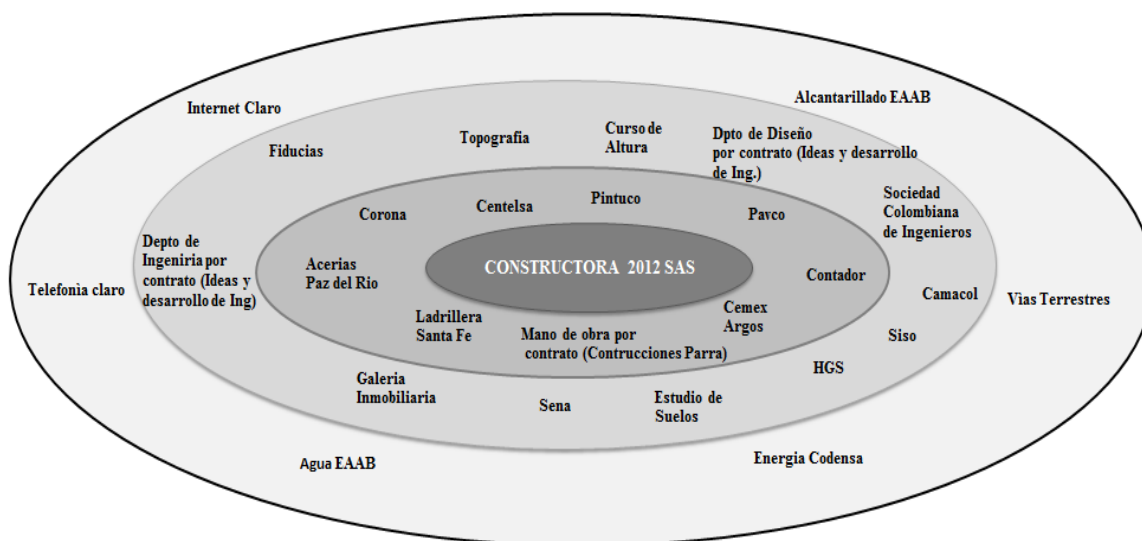 Internet Claro
Alcantarillado EAAB
Fiducias
Topografia
Curso de
Altura
Dpto de Diseño
por contrato (Ideas y desarrollo
de Ing.)
Sociedad
Colombiana
de Ingenieros
Corona
Centelsa
Pintuco
Pavco
Depto de
Ingeniria por
contrato (Ideas y
desarrollo de Ing)
Acerias
Paz del Rio
CONSTRUCTORA 2012 SAS
Contador
Telefonìa claro
Camacol
Vìas Terrestres
Ladrillera
Santa Fe
Mano de obra por
contrato (Contrucciones Parra)
Cemex
Argos
Siso
HGS
Galeria
Inmobiliaria
Sena
Estudio de
Suelos
Agua EAAB
Energia Codensa